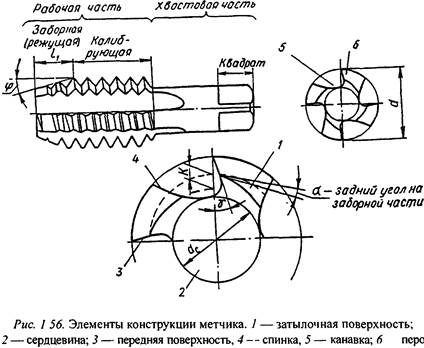 Рабочая часть Хвостовая часть
Заборная Калиб-
(режущая) рующая
l₁
Квадрат
φ
5
6
d
4
K
1
γ
α – задний угол на
заборной части
3
dс
2
Рис. 1 56. Элементы конструкции метчика. 1 — затылочная поверхность;
2 — сердцевина; 3 — передняя поверхность, 4 -- спинка, 5 — канавка; 6 перо